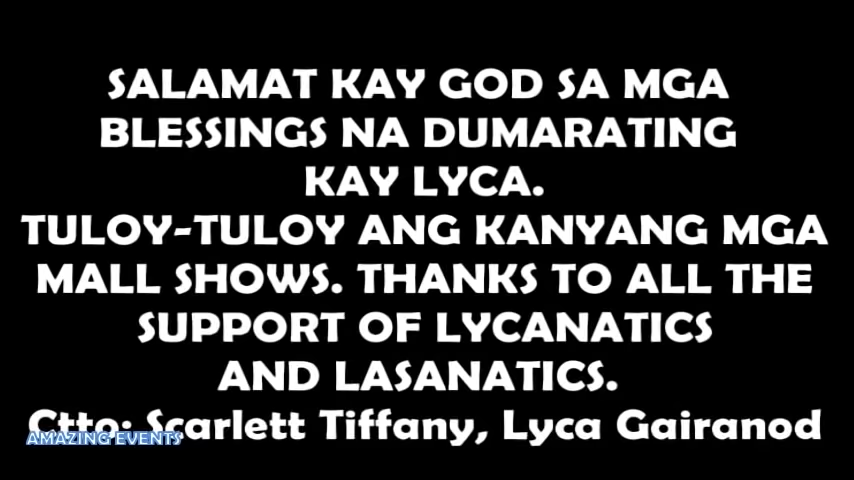 SALAMAT KAY GOD SA MGA
BLESSINGS NA DUMARATING
KAY LYCA.
TULOY-TULOY ANG KANYANG MGA
MALL SHOWS. THANKS TO ALL THE
SUPPORT OF LYCANATICS
AND LASANATICS.
Ctto: Scarlett Tiffany, Lyca Gairanod
AMAZING EVENTS